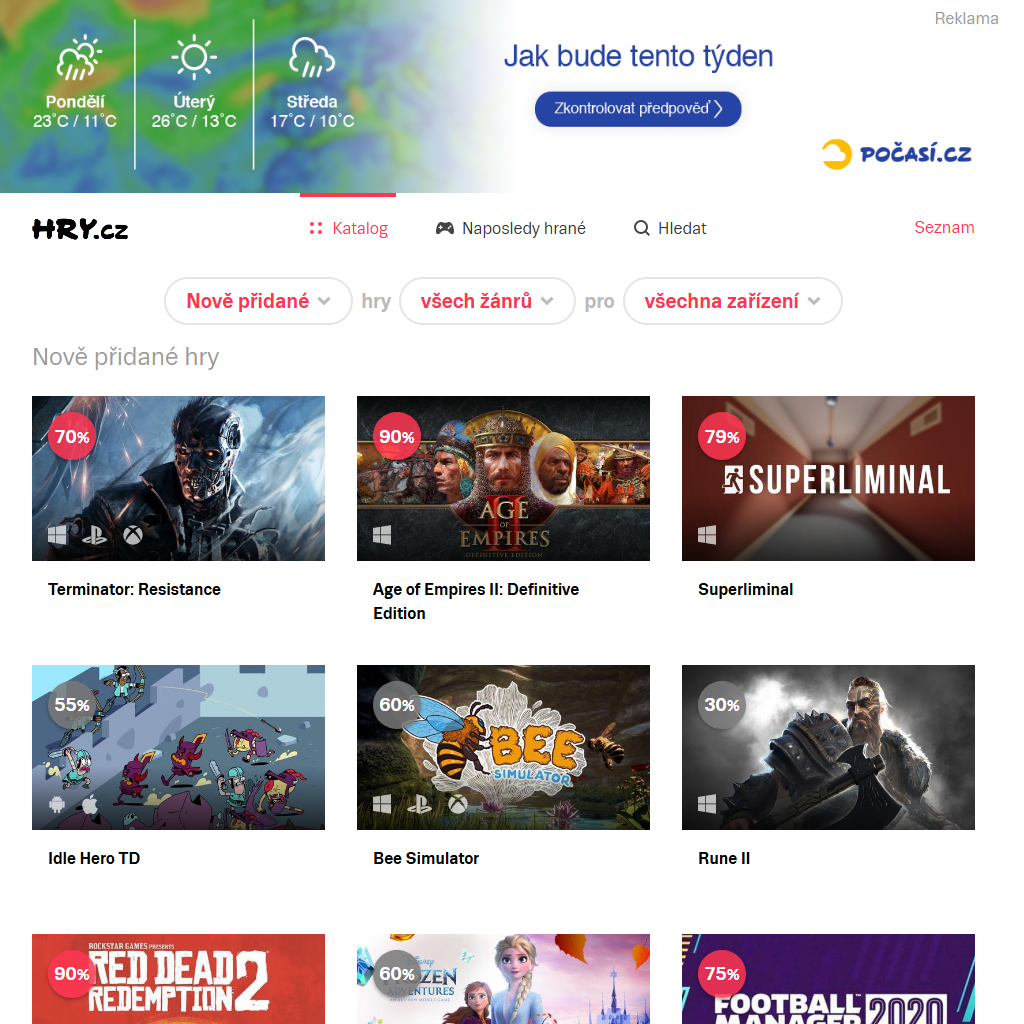 Reklama
Jak bude tento týden
Pondělí
23°C / 11°C
Úterý
26°C / 13°C
Středa
17°C / 10°C
Zkontrolovat předpověď
POČASÍ.CZ
HRY.cz
Katalog
Naposledy hrané
Hledat
Seznam
Nově přidané hry všech žánrů pro všechna zařízení
Nově přidané hry
70%
90%
AGE
OF
EMPIRES
II
DEFINITIVE EDITION
79%
SUPERLIMINAL
Terminator: Resistance
Age of Empires II: Definitive
Edition
Superliminal
55%
60%
BEE
SIMULATOR
30%
Idle Hero TD
Bee Simulator
Rune II
90%
ROCKSTAR GAMES PRESENTS
RED DEAD
REDEMPTION 2
60%
Disney
FROZEN
ADVENTURES
75%
FOOTBALL
MANAGER 2020